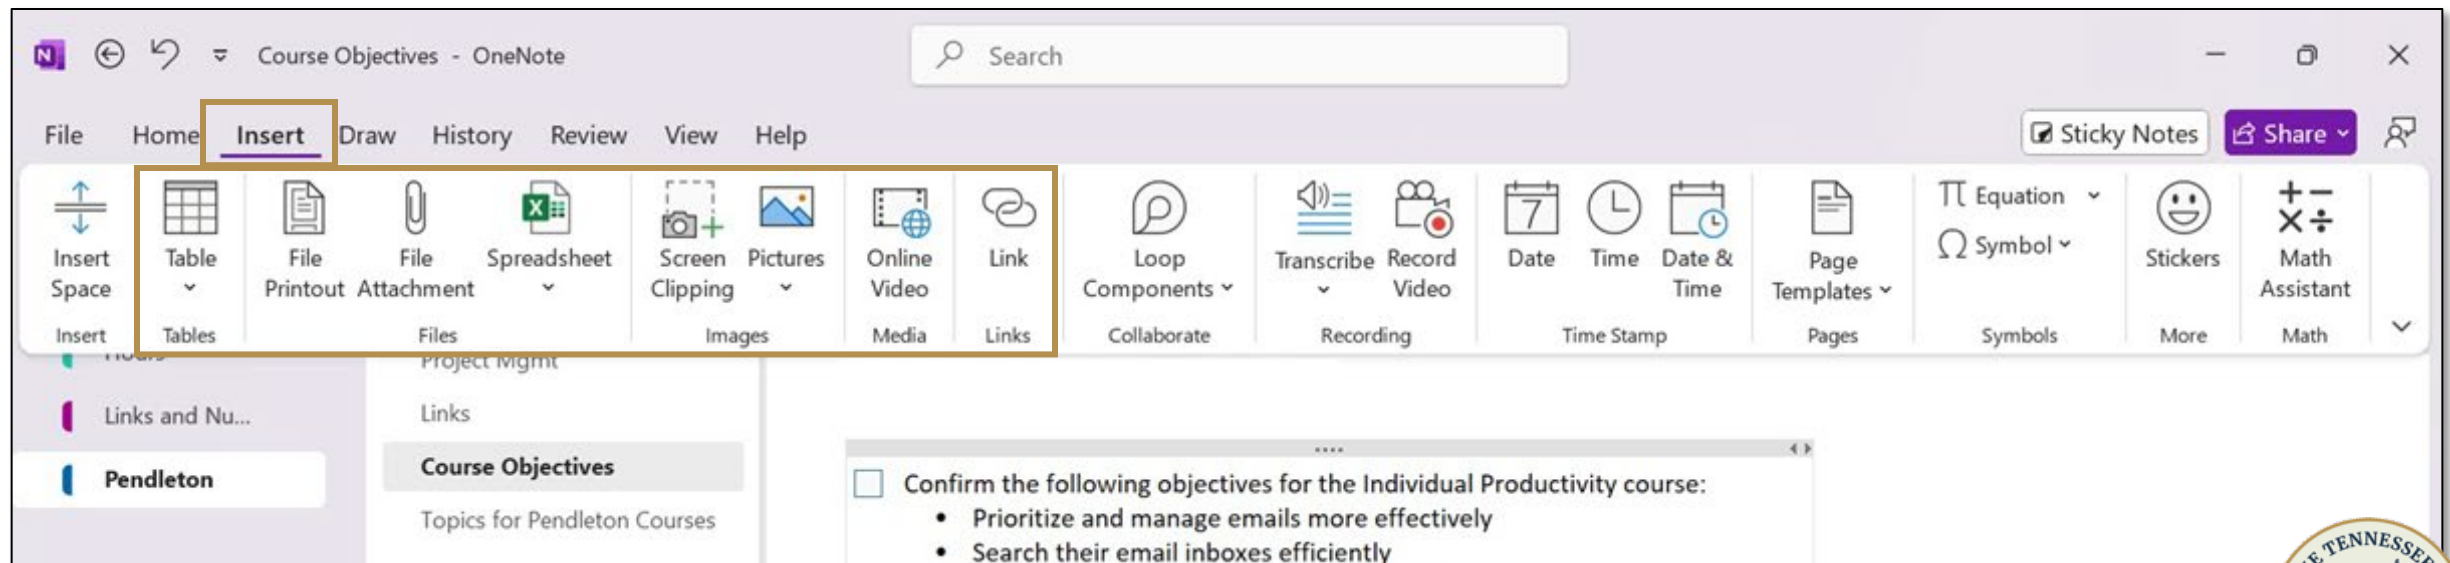 Course Objectives - OneNote
Search
File Home Insert Draw History Review View Help
Sticky Notes Share
Insert Space
Table
File Printout
File Attachment
Spreadsheet
Screen Clipping
Pictures
Online Video
Link
Loop Components
Transcribe
Record Video
7
Date
Time
Date & Time
Page Templates
Equation
Symbol
Stickers
Math Assistant
Insert Tables Files Images Media Links Collaborate Recording Time Stamp Pages Symbols More Math
Project Mgmt
Links and Nu...
Links
Pendleton
Course Objectives
Topics for Pendleton Courses
Confirm the following objectives for the Individual Productivity course:
• Prioritize and manage emails more effectively
• Search their email inboxes efficiently